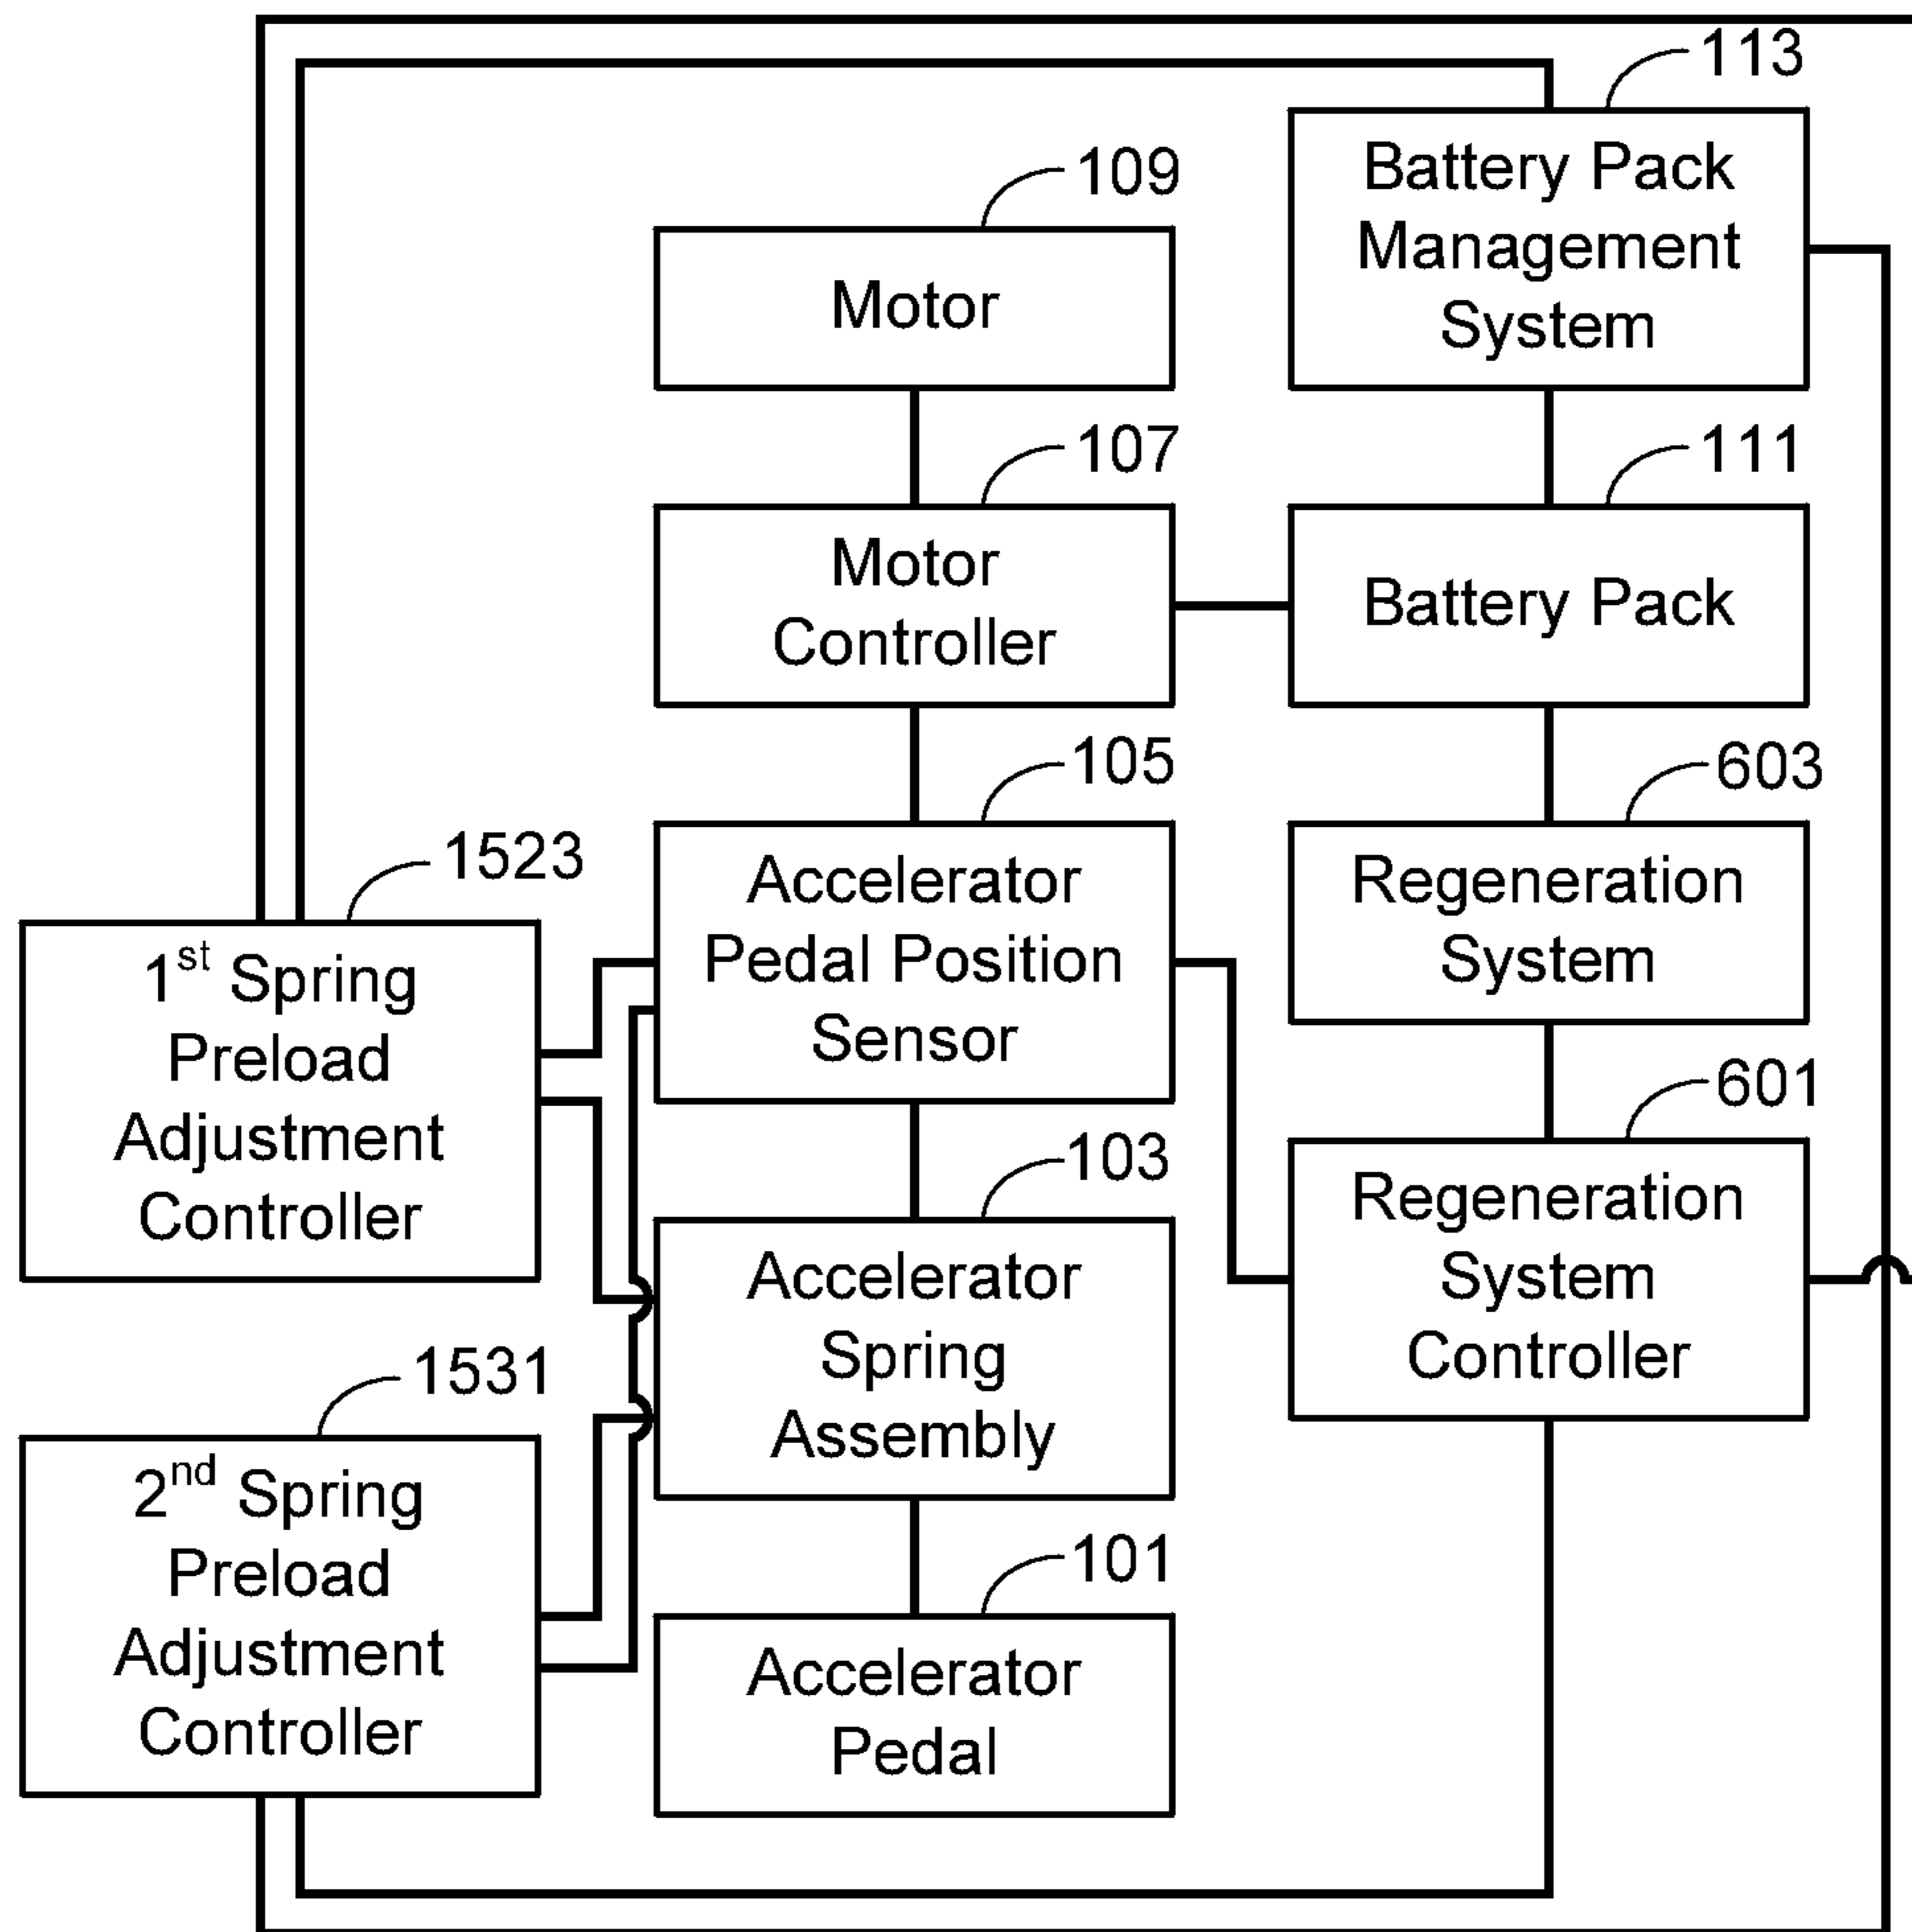 113
Battery Pack
Management
System
109
Motor
107
Motor
Controller
111
Battery Pack
105
Accelerator
Pedal Position
Sensor
603
Regeneration
System
1523
1st Spring
Preload
Adjustment
Controller
103
Accelerator
Spring
Assembly
601
Regeneration
System
Controller
1531
2nd Spring
Preload
Adjustment
Controller
101
Accelerator
Pedal